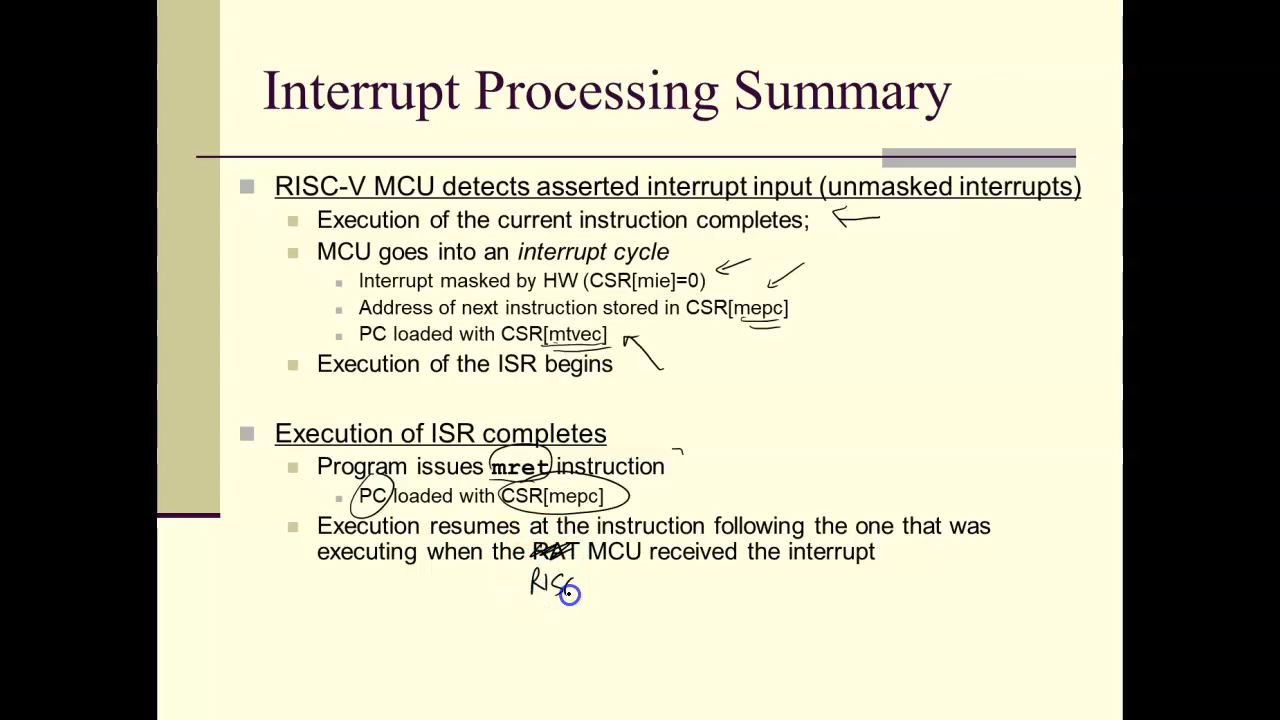 Interrupt Processing Summary
RISC-V MCU detects asserted interrupt input (unmasked interrupts)
Execution of the current instruction completes;
MCU goes into an interrupt cycle
Interrupt masked by HW (CSR[mie]=0)
Address of next instruction stored in CSR[mepc]
PC loaded with CSR[mtvec]
Execution of the ISR begins
Execution of ISR completes
Program issues mret instruction
PC loaded with CSR[mepc]
Execution resumes at the instruction following the one that was
executing when the RAT MCU received the interrupt
RISC